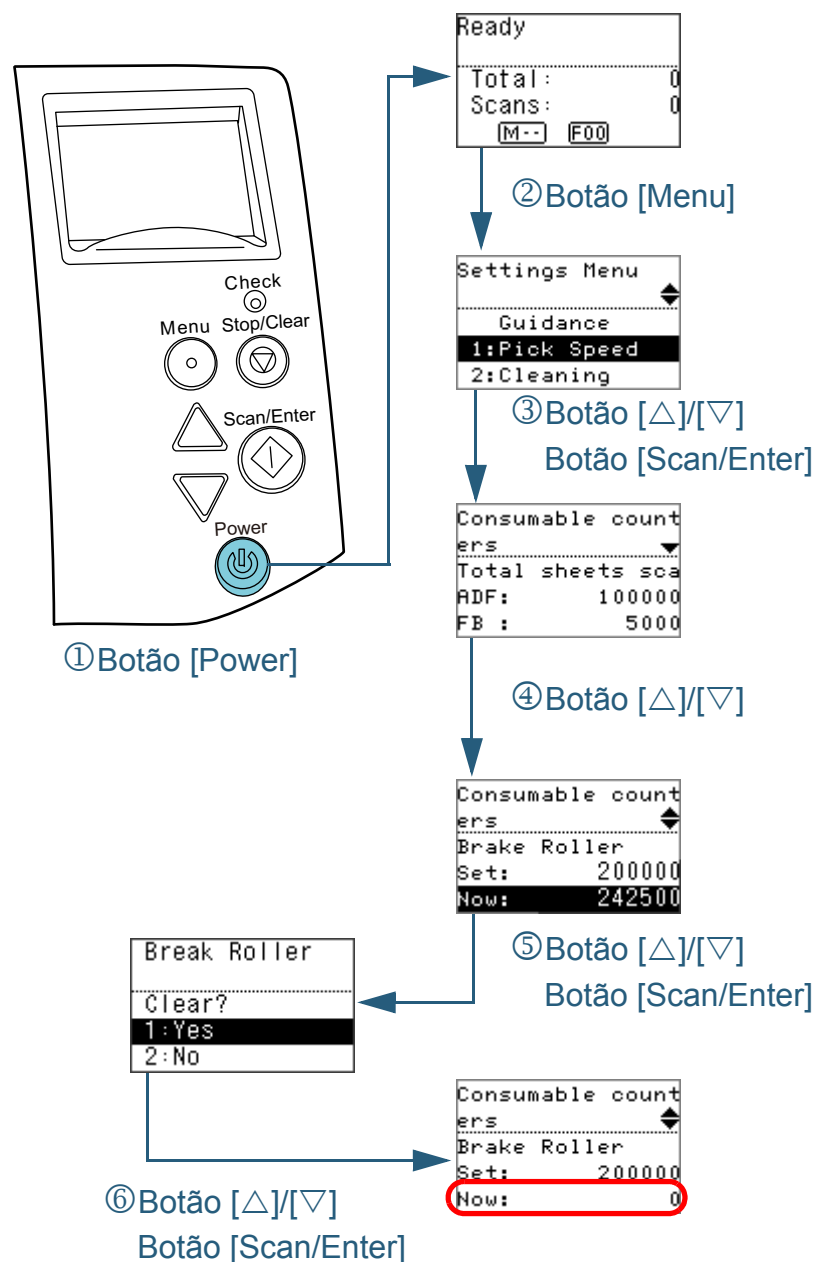 Ready
Total: 0
Scans: 0
M-- F00
②Botão [Menu]
Settings Menu
Guidance
1:Pick Speed
2:Cleaning
③Botão [△]/[▽]
Botão [Scan/Enter]
Check
Menu Stop/Clear
Scan/Enter
Power
①Botão [Power]
Consumable count
ers
Total sheets sca
ADF: 100000
FB : 5000
④Botão [△]/[▽]
Consumable count
ers
Brake Roller
Set: 200000
Now: 242500
⑤Botão [△]/[▽]
Botão [Scan/Enter]
Break Roller
Clear?
1:Yes
2:No
⑥Botão [△]/[▽]
Botão [Scan/Enter]
Consumable count
ers
Brake Roller
Set: 200000
Now: 0